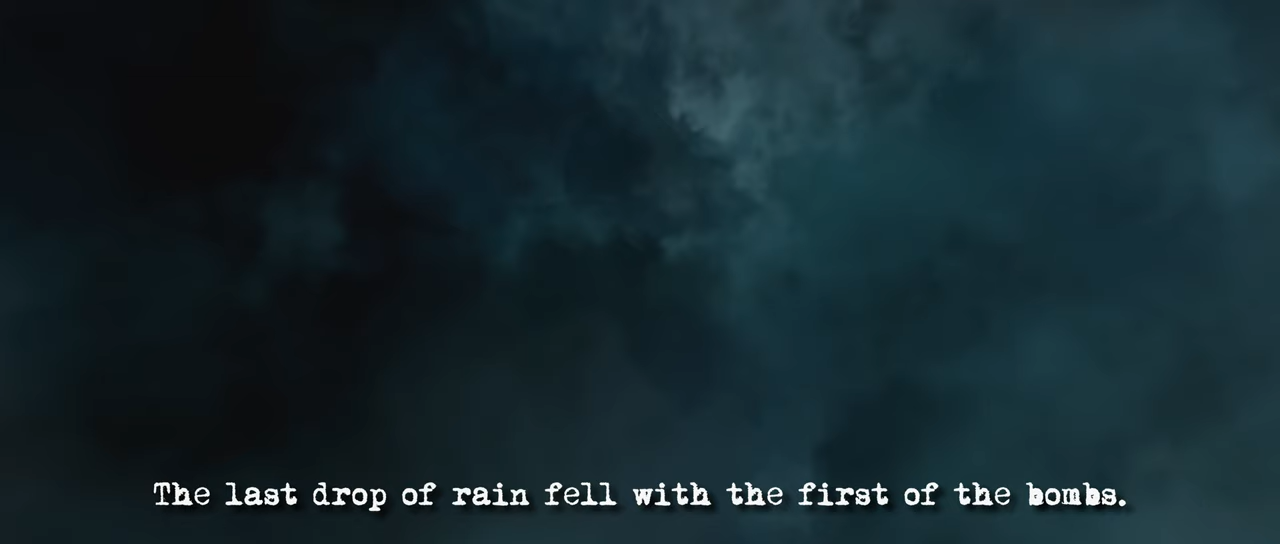 The last drop of rain fell with the first of the bombs.